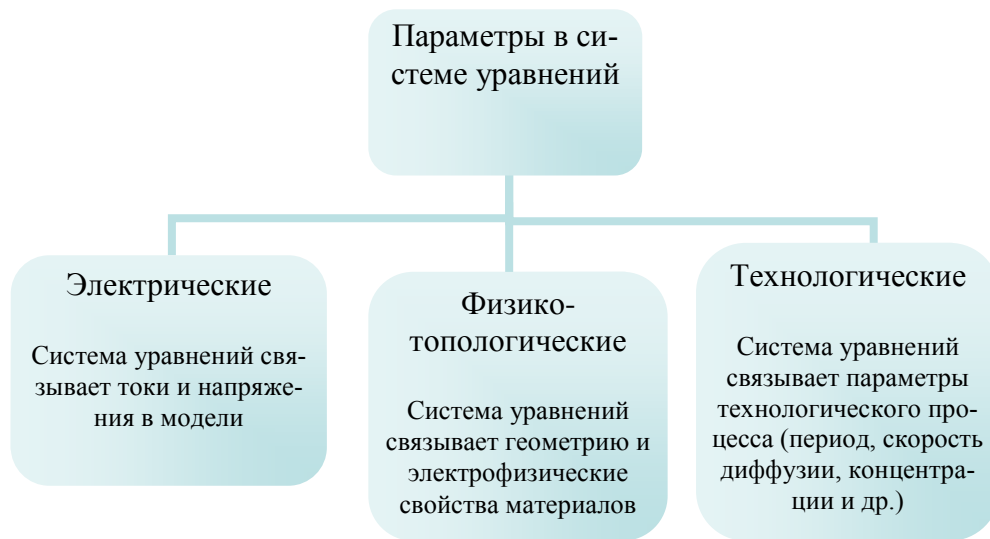 Параметры в си-
стеме уравнений
Электрические
Система уравнений свя-
зывает токи и напряже-
ния в модели
Физико-
топологические
Система уравнений
связывает геометрию и
электрофизические
свойства материалов
Технологические
Система уравнений
связывает параметры
технологического про-
цесса (период, скорость
диффузии, концентра-
ции и др.)